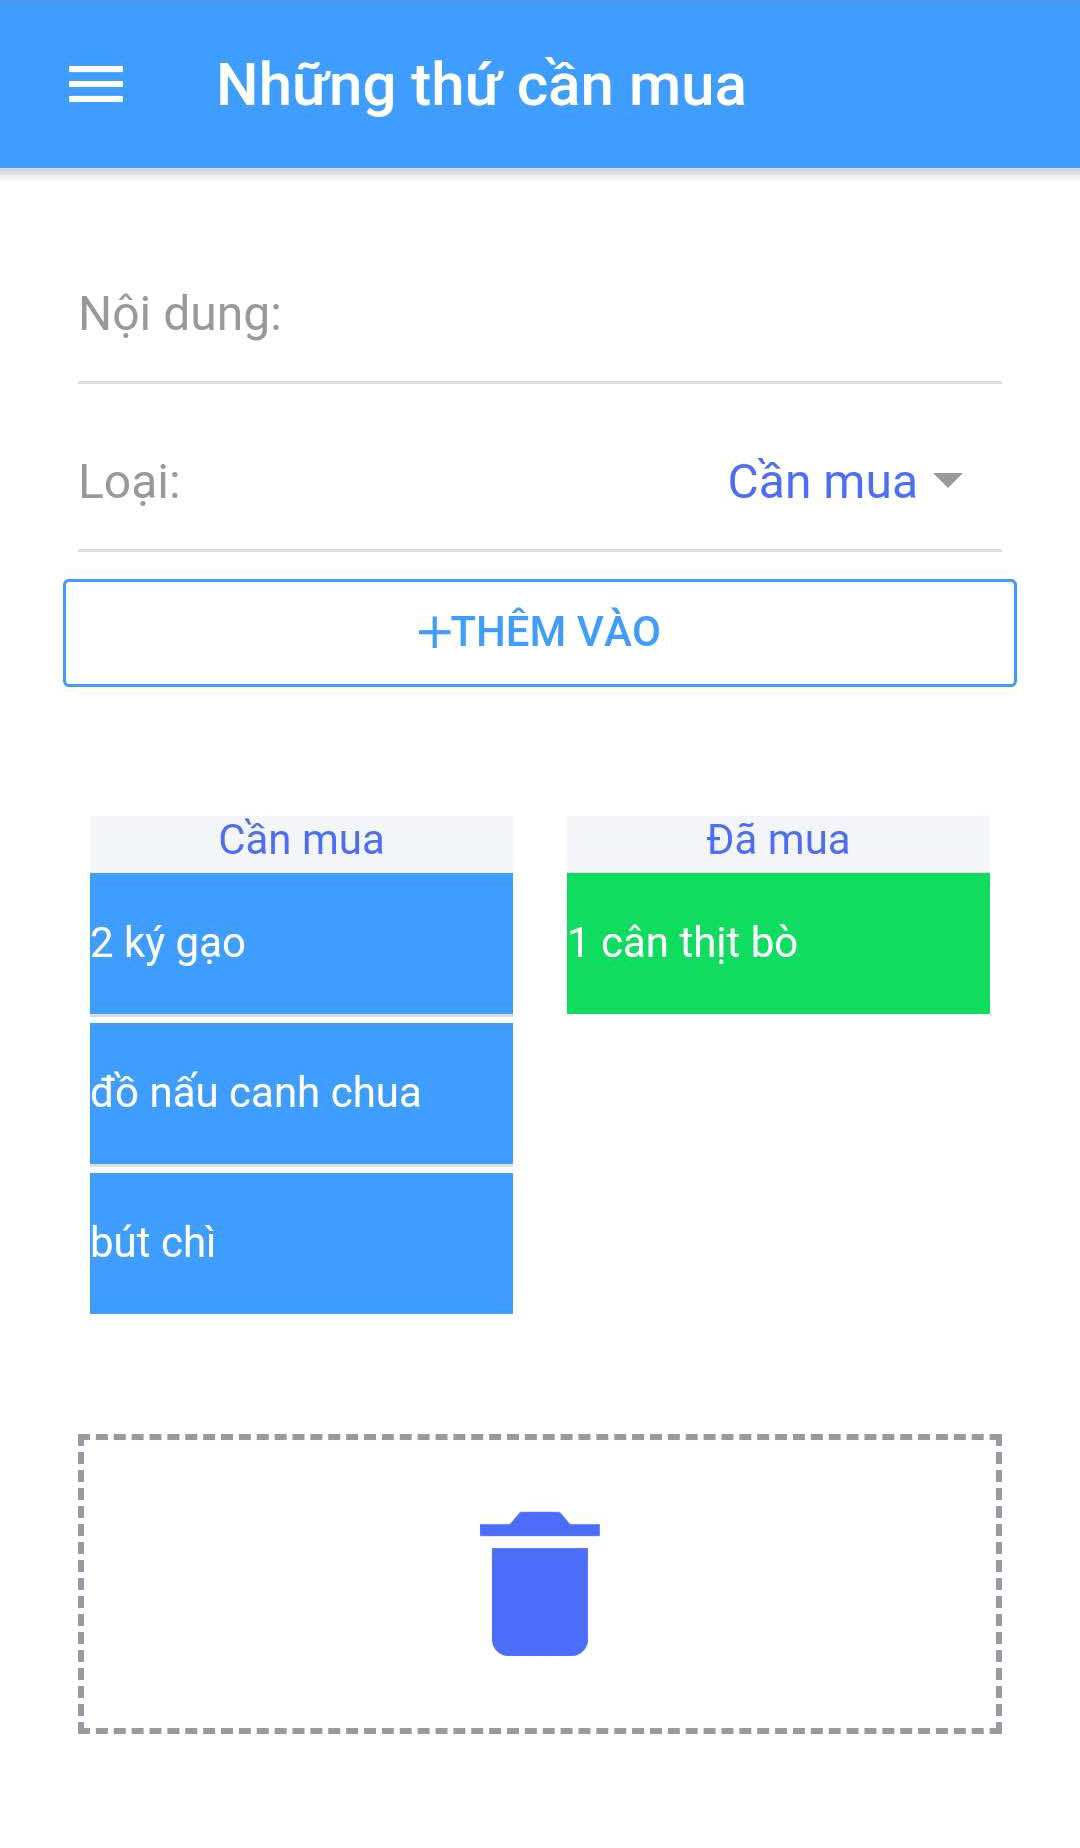 Những thứ cần mua
Nội dung:
Loại: Cần mua
+THÊM VÀO
Cần mua
2 ký gạo
đồ nấu canh chua
bút chì
Đã mua
1 cân thịt bò